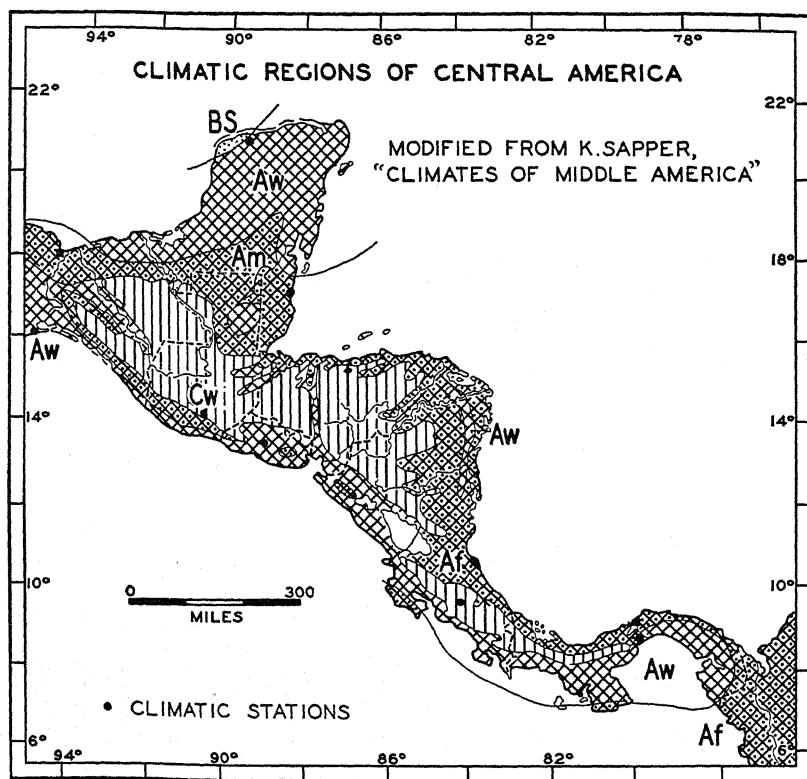 94° 90° 86° 82° 78°
CLIMATIC REGIONS OF CENTRAL AMERICA
22° 22°
BS
MODIFIED FROM K.SAPPER,
"CLIMATES OF MIDDLE AMERICA"
Aw
Am
18° 18°
Aw
Cw
14° 14°
Aw
Af
10° 10°
0 300
MILES
Aw
• CLIMATIC STATIONS
Af
6° 6°
94° 90° 86° 82° 78°